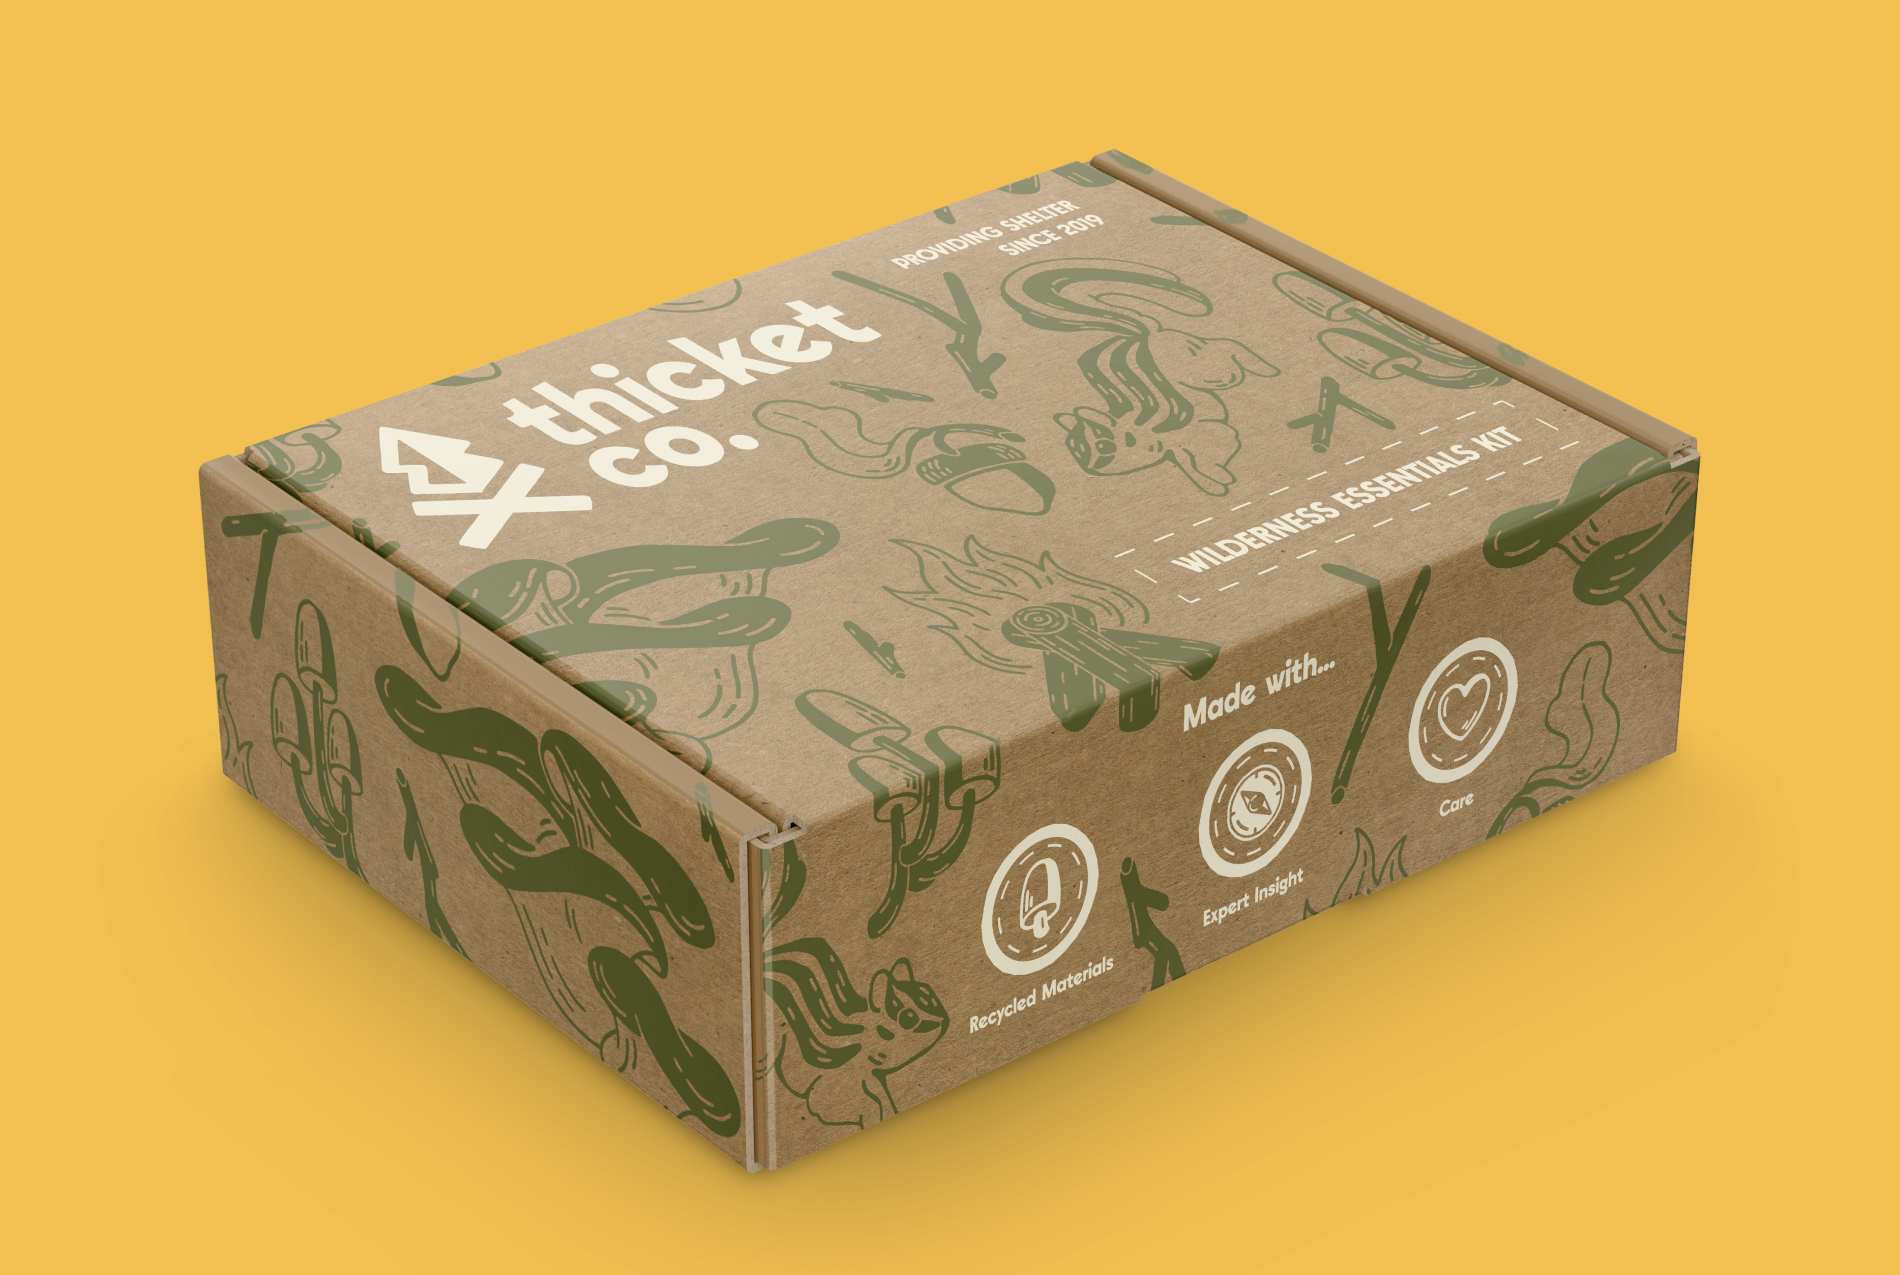 PROVIDING SHELTER
SINCE 2019
thicket
co.
WILDERNESS ESSENTIALS KIT
Made with...
Recycled Materials
Expert Insight
Care